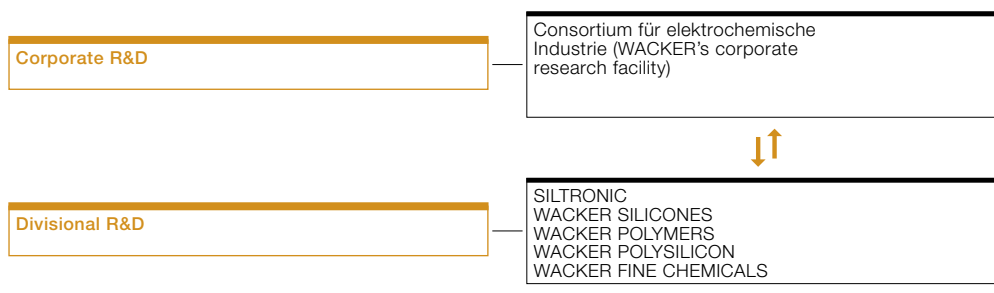 Corporate R&D
Consortium für elektrochemische
Industrie (WACKER's corporate
research facility)
Divisional R&D
SILTRONIC
WACKER SILICONES
WACKER POLYMERS
WACKER POLYSILICON
WACKER FINE CHEMICALS